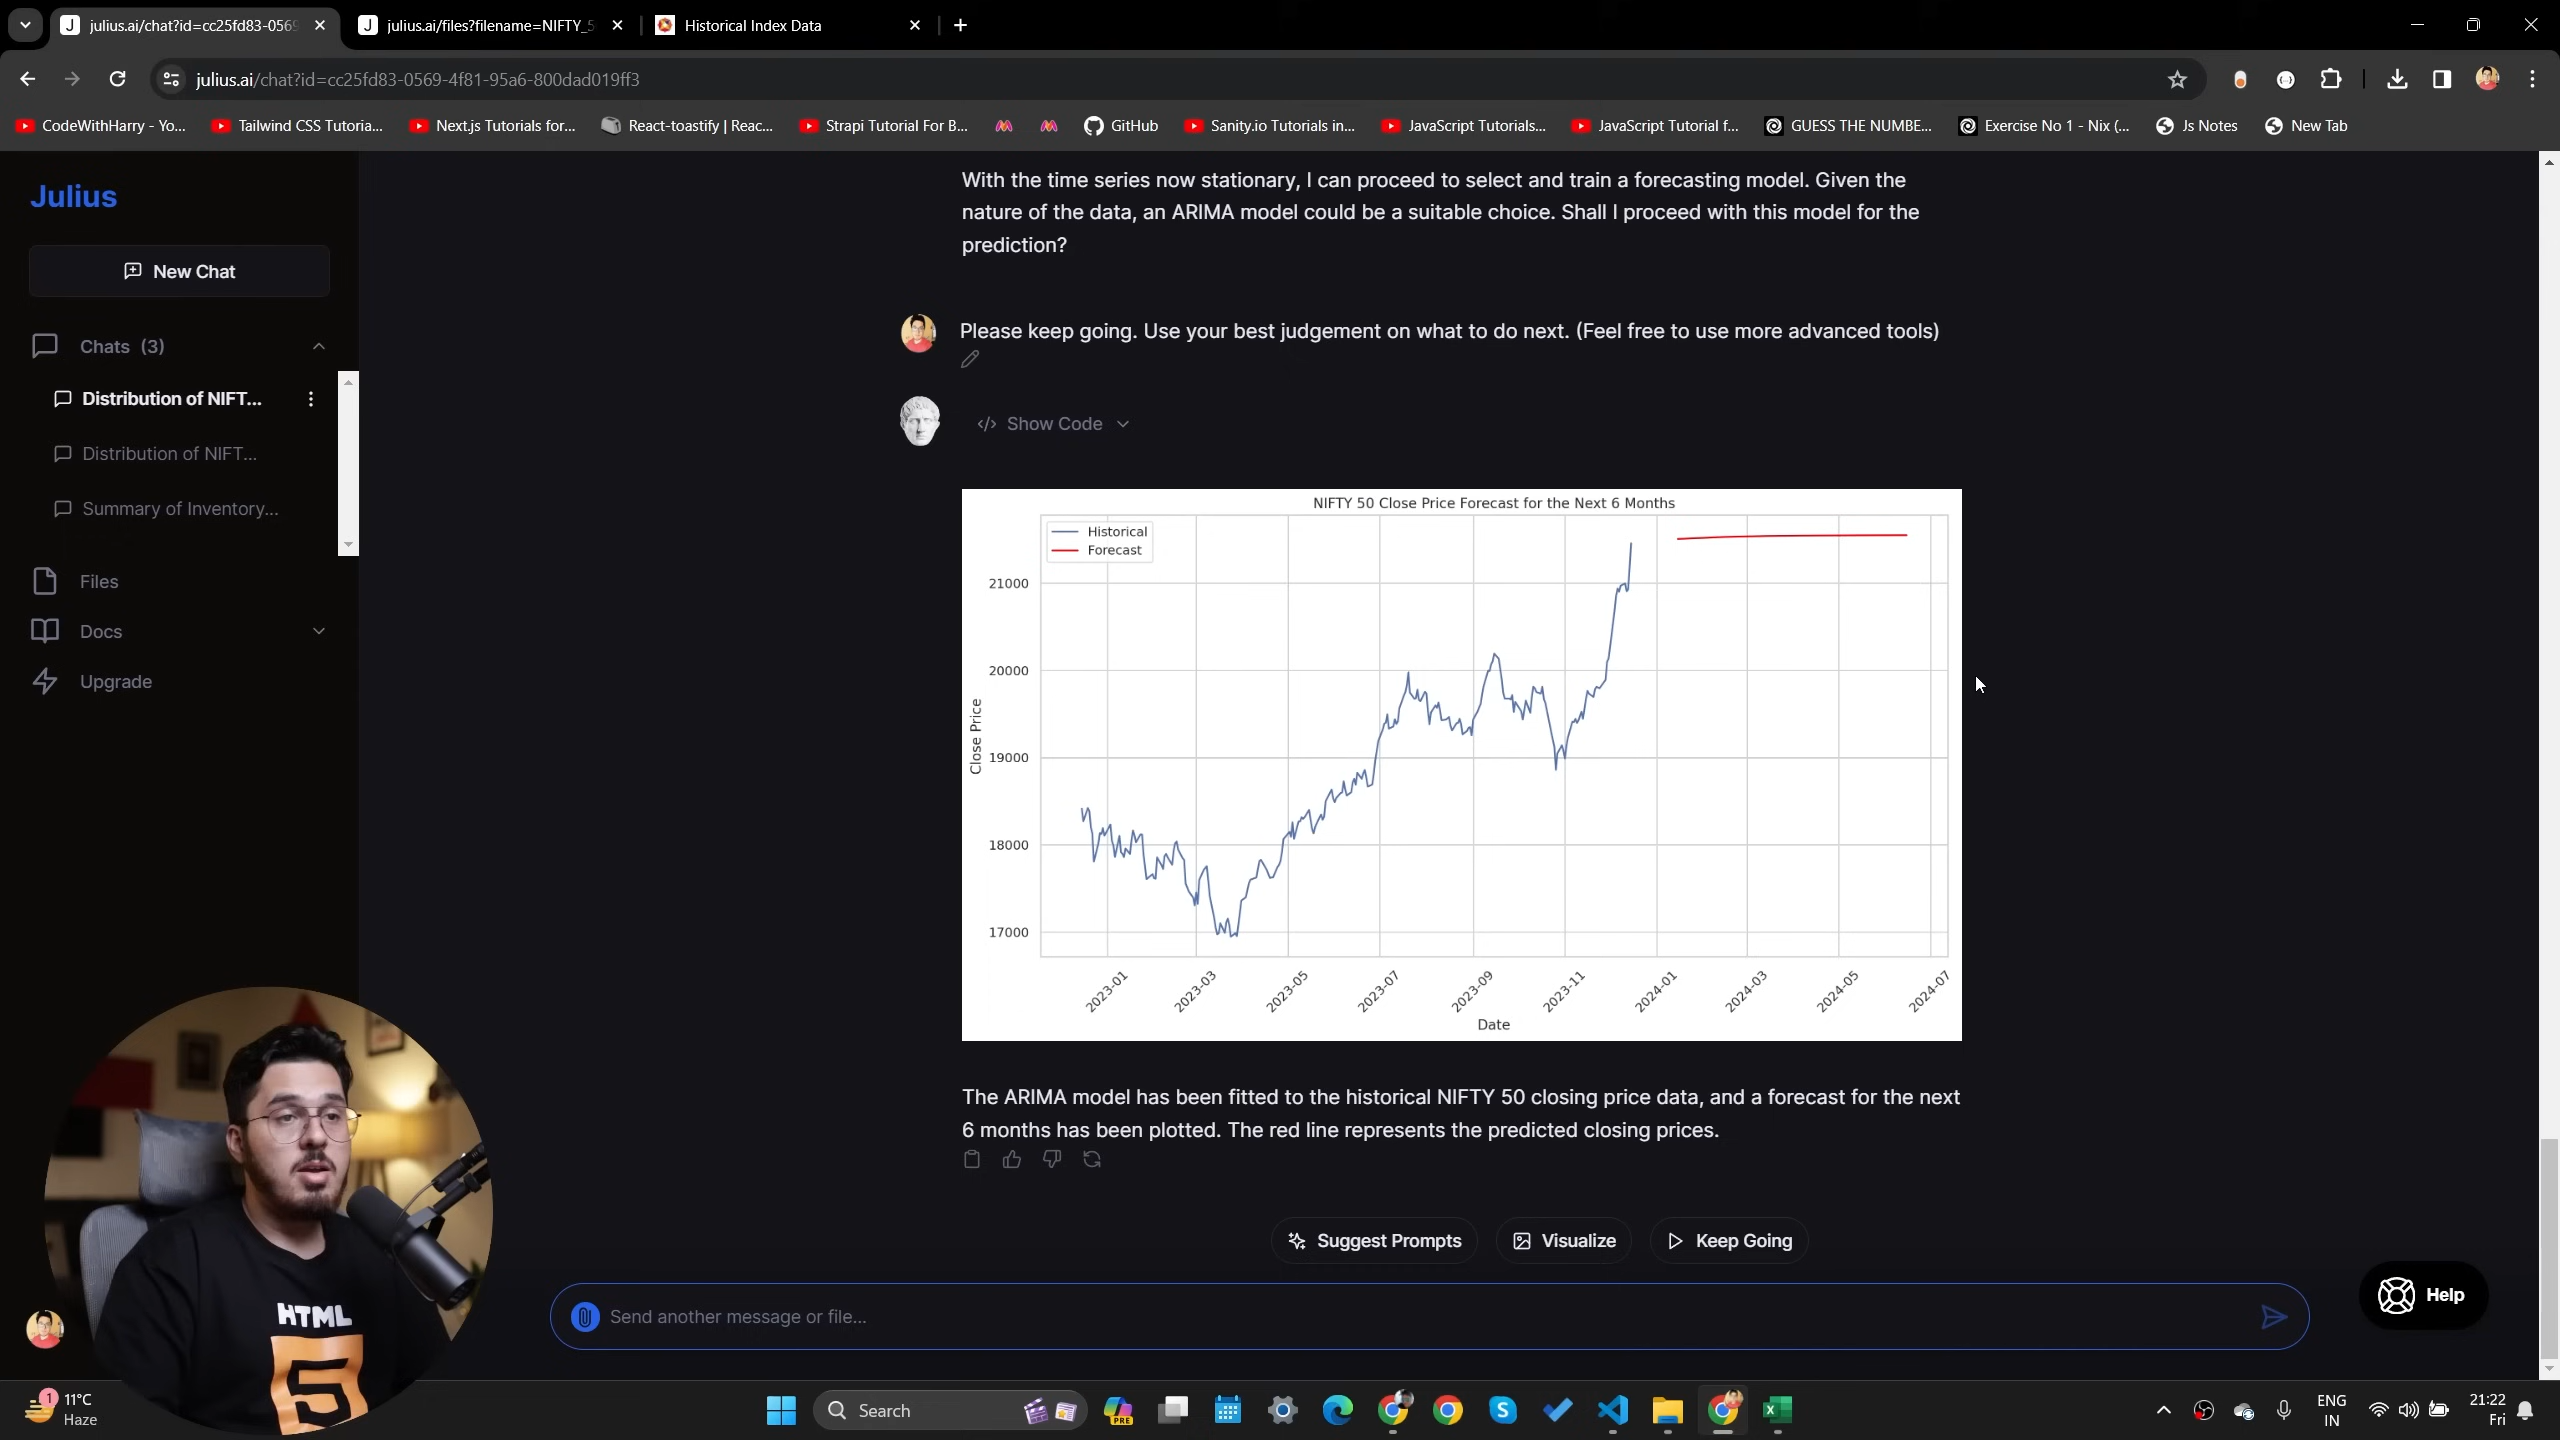 julius.ai/chat?id=cc25fd83-0569
julius.ai/files?filename=NIFTY_5
Historical Index Data
julius.ai/chat?id=cc25fd83-0569-4f81-95a6-800dad019ff3
CodeWithHarry - Yo...
Tailwind CSS Tutoria...
Next.js Tutorials for...
React-toastify | Reac...
Strapi Tutorial For B...
GitHub
Sanity.io Tutorials in...
JavaScript Tutorials...
JavaScript Tutorial f...
GUESS THE NUMBE...
Exercise No 1 - Nix (...
Js Notes
New Tab
Julius
New Chat
Chats (3)
Distribution of NIFT...
Distribution of NIFT...
Summary of Inventory...
Files
Docs
Upgrade
With the time series now stationary, I can proceed to select and train a forecasting model. Given the
nature of the data, an ARIMA model could be a suitable choice. Shall I proceed with this model for the
prediction?
Please keep going. Use your best judgement on what to do next. (Feel free to use more advanced tools)
</> Show Code
NIFTY 50 Close Price Forecast for the Next 6 Months
Historical
Forecast
21000
20000
19000
18000
17000
Close Price
2023-01
2023-03
2023-05
2023-07
2023-09
2023-11
2024-01
2024-03
2024-05
2024-07
Date
The ARIMA model has been fitted to the historical NIFTY 50 closing price data, and a forecast for the next
6 months has been plotted. The red line represents the predicted closing prices.
Suggest Prompts
Visualize
Keep Going
Send another message or file...
Help
HTML
5
1
11°C
Haze
Search
PRE
ENG
IN
21:22
Fri